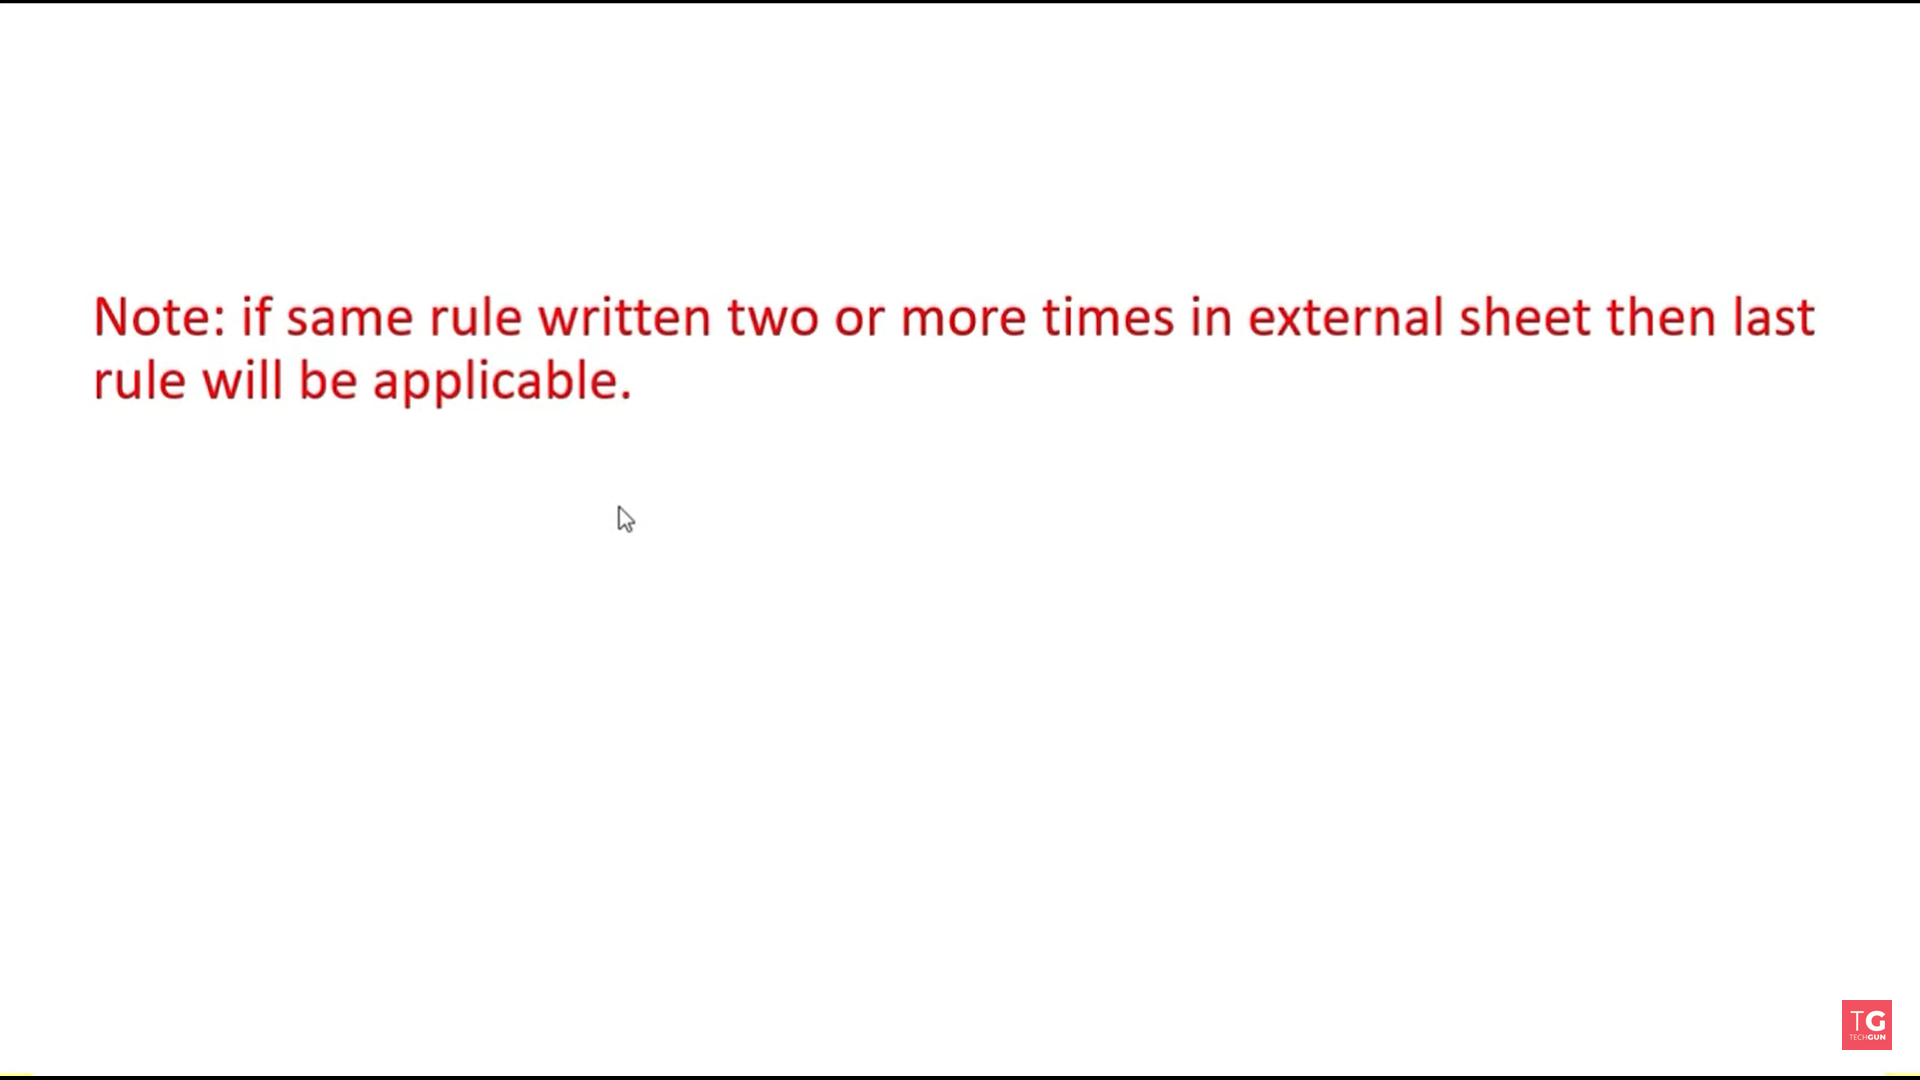 Note: if same rule written two or more times in external sheet then last
rule will be applicable.
TG
TECHGUN